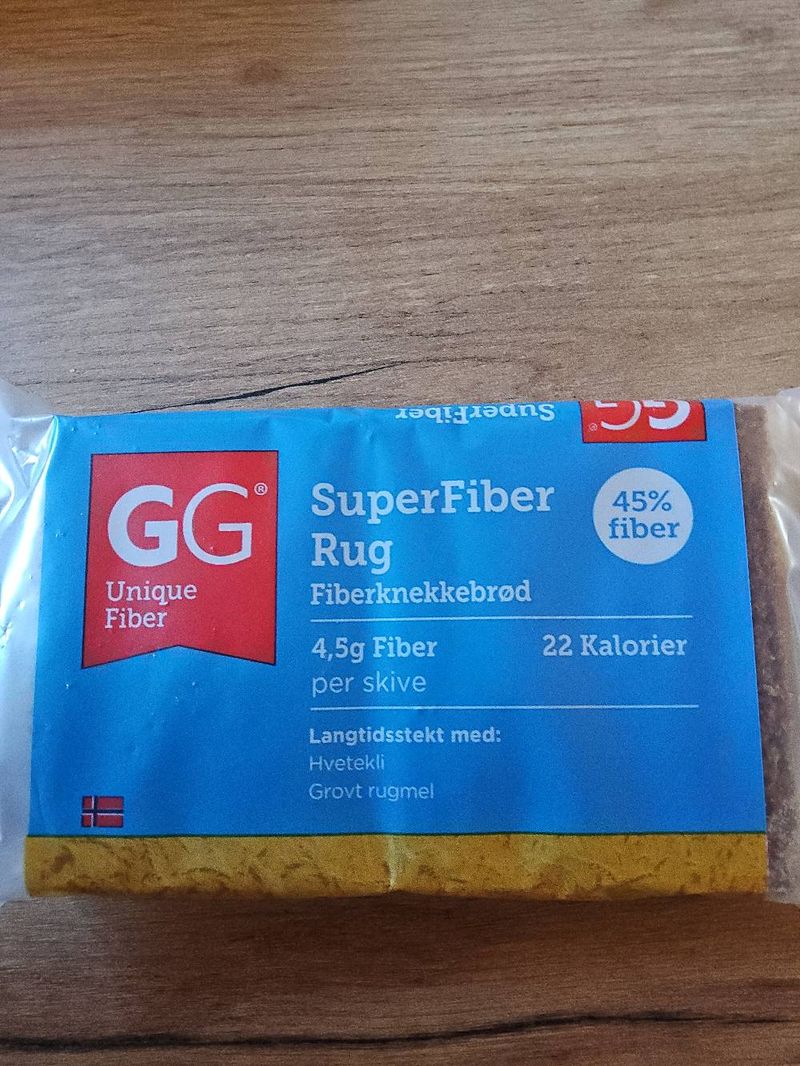 SuperFiber
GG®
GG®
Unique
Fiber
SuperFiber
Rug
Fiberknekkebrød
45%
fiber
4,5g Fiber
22 Kalorier
per skive
Langtidsstekt med:
Hvetekli
Grovt rugmel